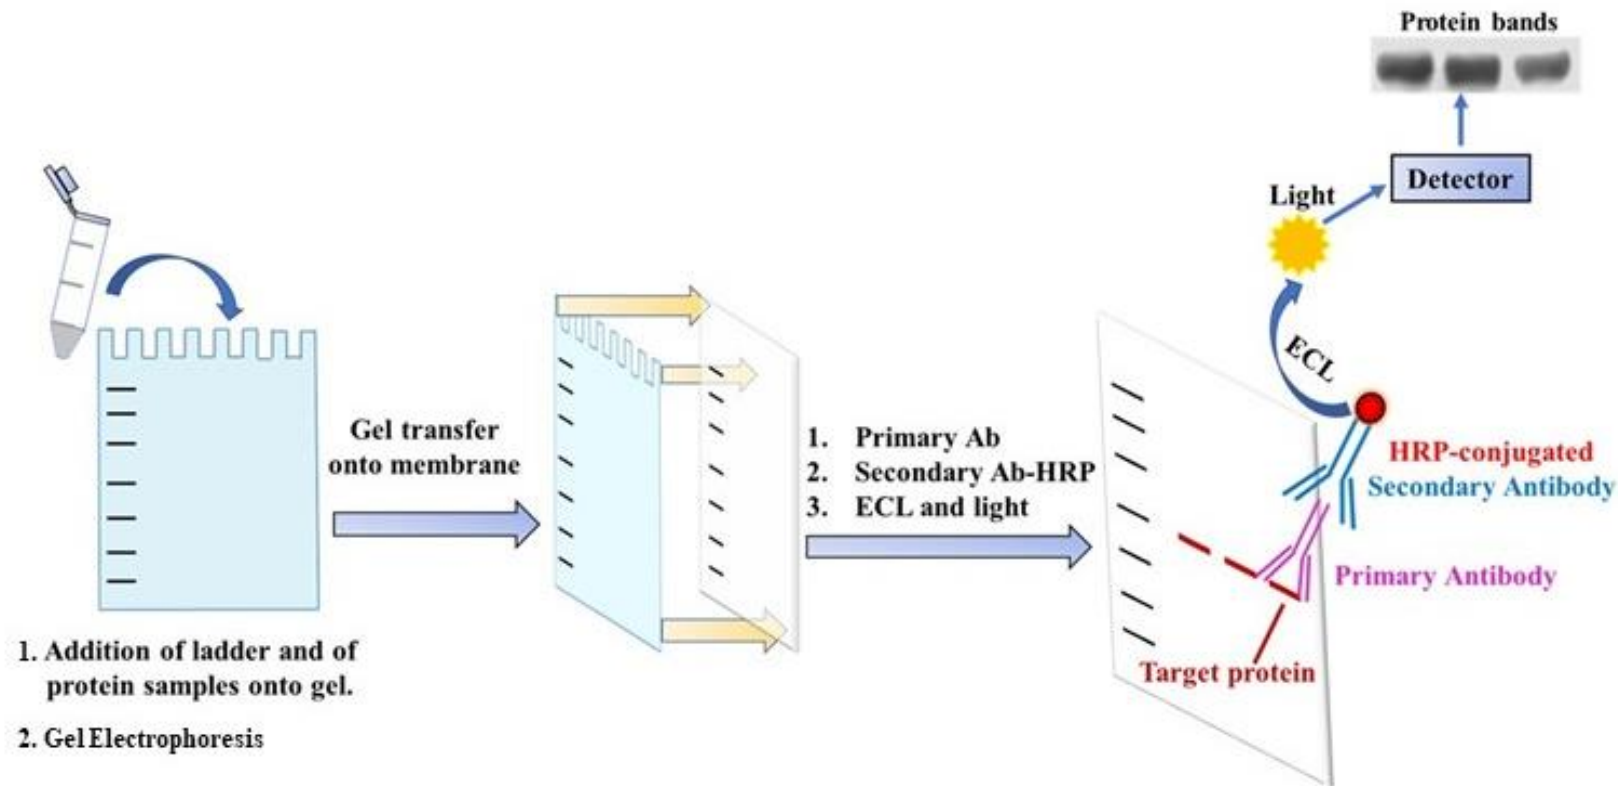 Protein bands
Detector
Light
ECL
Gel transfer
onto membrane
1. Primary Ab
2. Secondary Ab-HRP
3. ECL and light
HRP-conjugated
Secondary Antibody
Primary Antibody
Target protein
1. Addition of ladder and of
protein samples onto gel.
2. Gel Electrophoresis